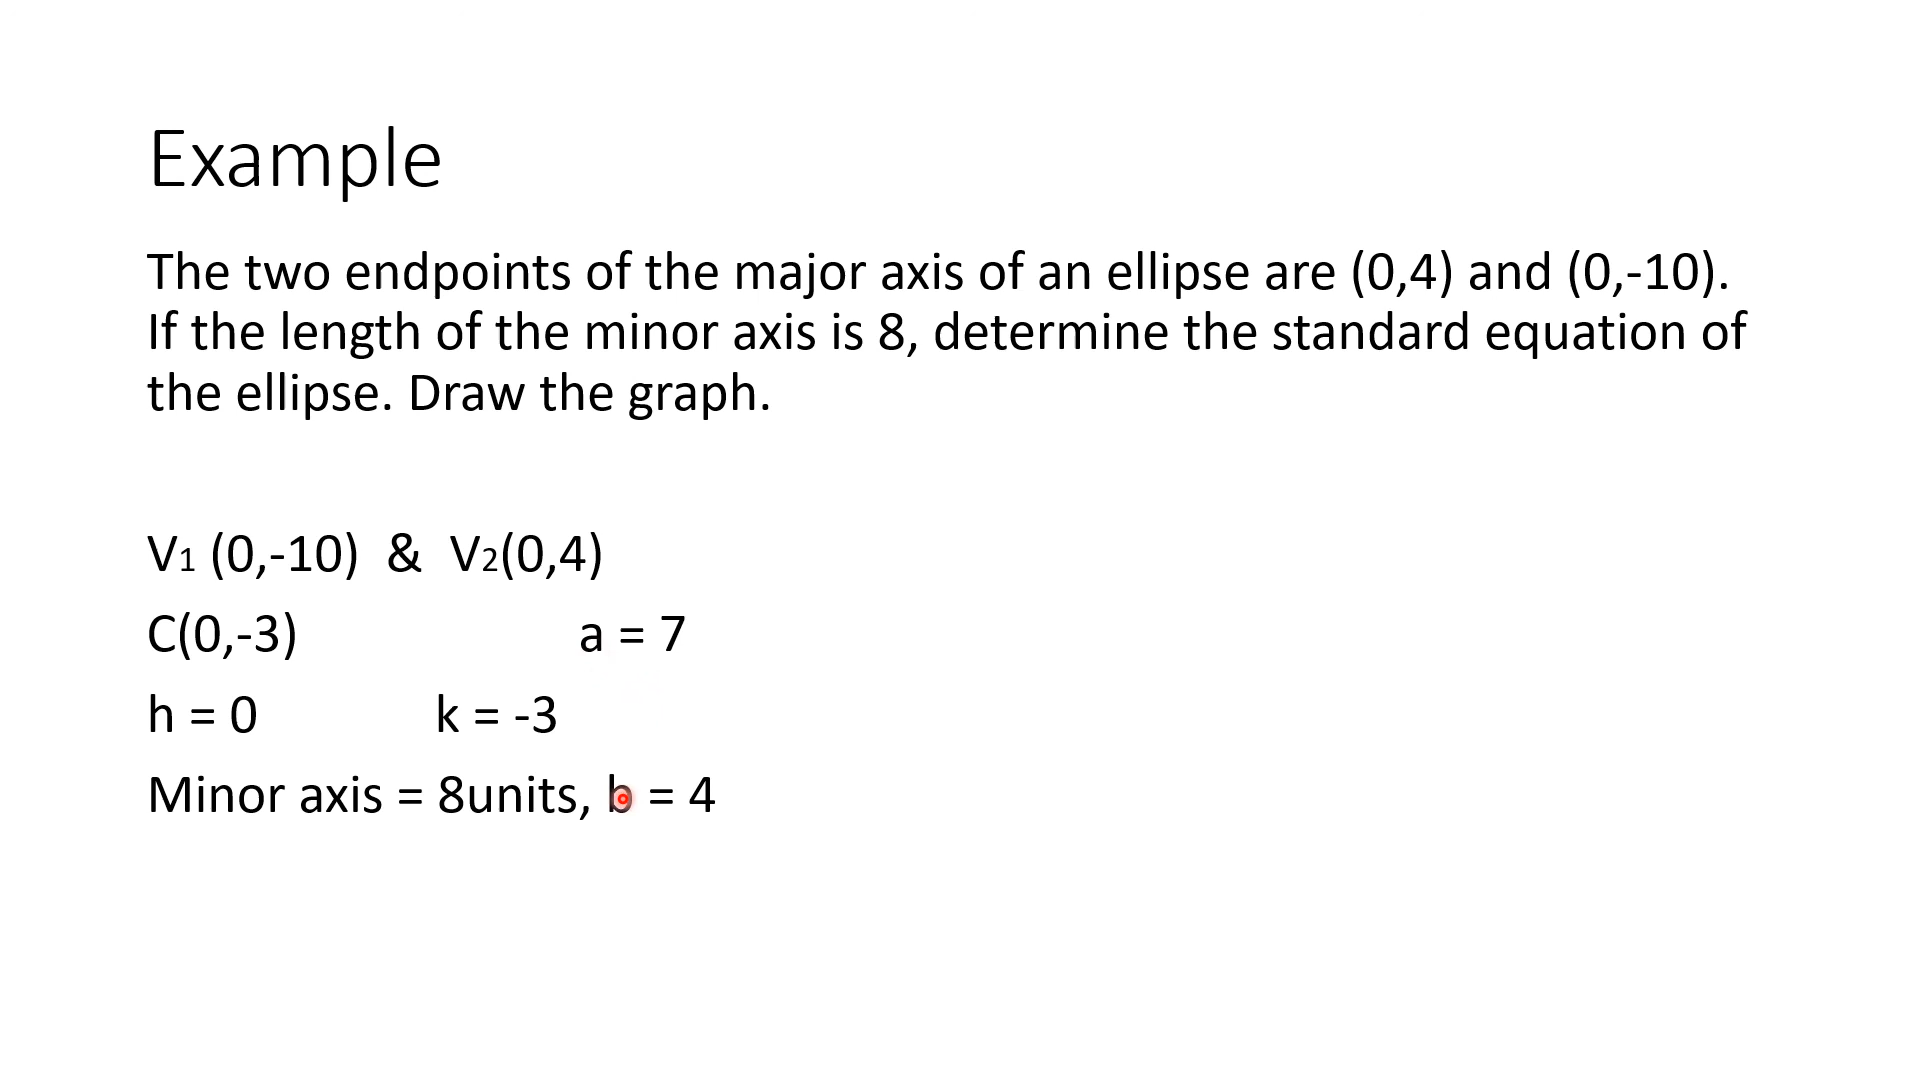 Example
The two endpoints of the major axis of an ellipse are (0,4) and (0,-10).
If the length of the minor axis is 8, determine the standard equation of
the ellipse. Draw the graph.
V1 (0,-10) & V2(0,4)
C(0,-3) a = 7
h = 0 k = -3
Minor axis = 8units, b = 4